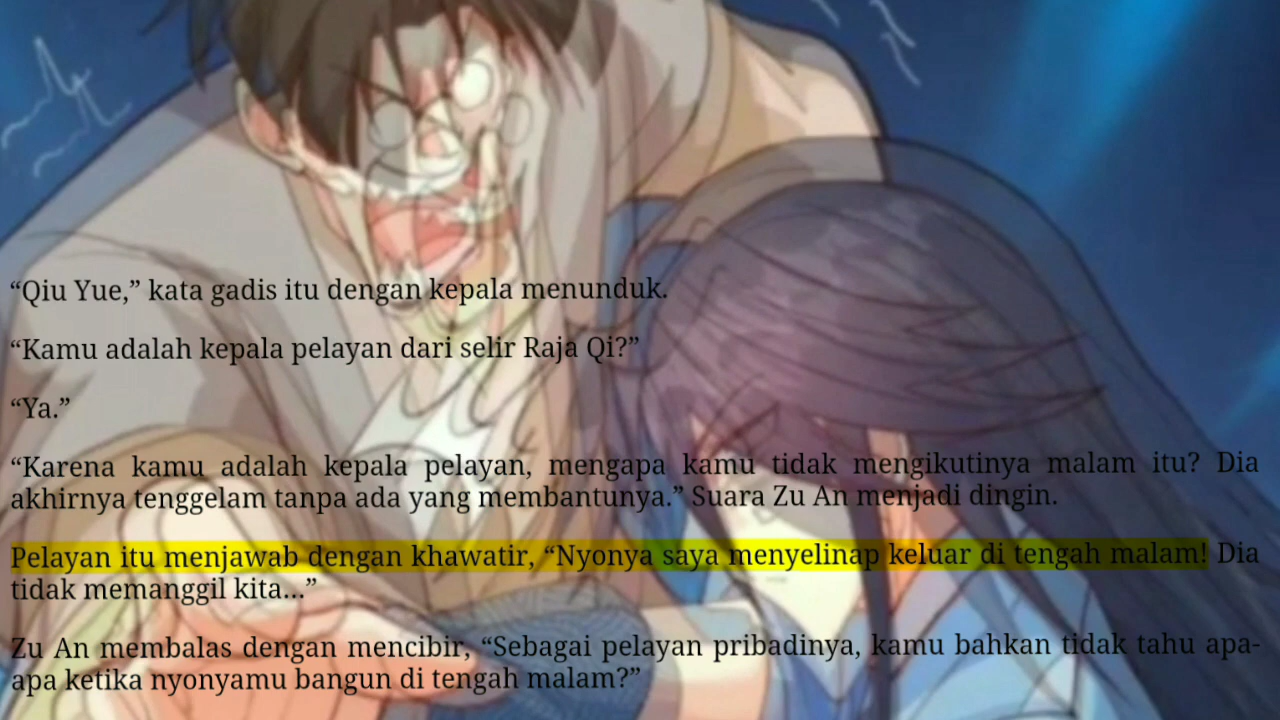 “Qiu Yue,” kata gadis itu dengan kepala menunduk.
“Kamu adalah kepala pelayan dari selir Raja Qi?”
“Ya.”
“Karena kamu adalah kepala pelayan, mengapa kamu tidak mengikutinya malam itu? Dia
akhirnya tenggelam tanpa ada yang membantunya.” Suara Zu An menjadi dingin.
Pelayan itu menjawab dengan khawatir, “Nyonya saya menyelinap keluar di tengah malam! Dia
tidak memanggil kita...”
Zu An membalas dengan mencibir, “Sebagai pelayan pribadinya, kamu bahkan tidak tahu apa-
apa ketika nyonyamu bangun di tengah malam?”